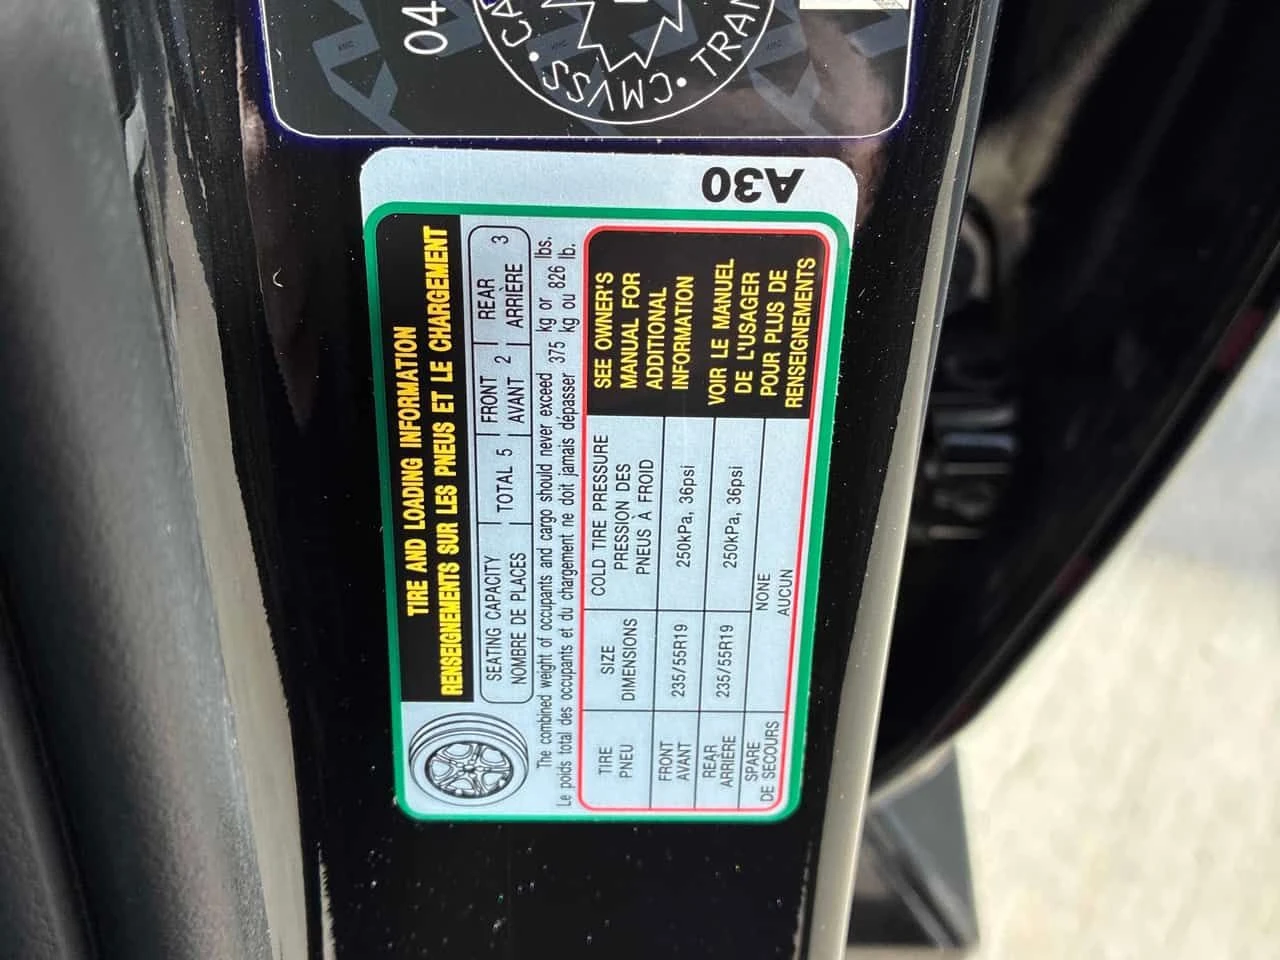 04
CMVSS • TRAN
A30
TIRE AND LOADING INFORMATION
RENSEIGNEMENTS SUR LES PNEUS ET LE CHARGEMENT
SEATING CAPACITY TOTAL 5 FRONT 2 REAR 3
NOMBRE DE PLACES AVANT ARRIÈRE
The combined weight of occupants and cargo should never exceed 375 kg or 826 lbs.
Le poids total des occupants et du chargement ne doit jamais dépasser 375 kg ou 826 lb.
TIRE SIZE COLD TIRE PRESSURE
PNEU DIMENSIONS PRESSION DES
PNEUS À FROID
FRONT 235/55R19 250kPa, 36psi
AVANT
REAR 235/55R19 250kPa, 36psi
ARRIÈRE
SPARE NONE
DE SECOURS AUCUN
SEE OWNER'S
MANUAL FOR
ADDITIONAL
INFORMATION
VOIR LE MANUEL
DE L'USAGER
POUR PLUS DE
RENSEIGNEMENTS